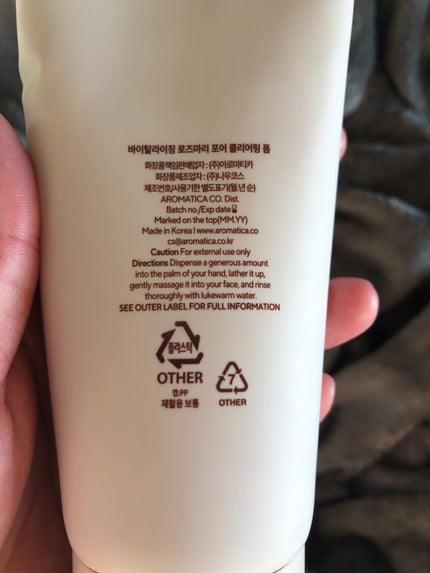 바이탈라이징 로즈마리 포어 클리어링 폼
화장품책임판매업자 : (주)아로마티카
화장품제조업자 : (주)나우코스
제조번호/사용기한 별도표기(월.년 순)
AROMATICA CO. Dist.
Batch no./Exp date
Marked on the top(MM.YY)
Made in Korea I www.aromatica.co
cs@aromatica.co.kr
Caution For external use only
Directions Dispense a generous amount
into the palm of your hand, lather it up,
gently massage it into your face, and rinse
thoroughly with lukewarm water.
SEE OUTER LABEL FOR FULL INFORMATION
플라스틱
OTHER
캡:PP
재활용 보통
7
OTHER